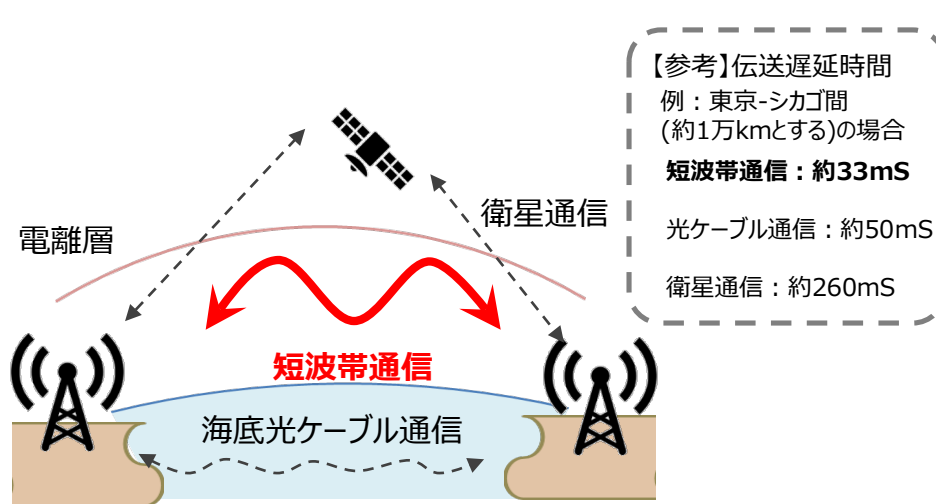 【参考】伝送遅延時間
例：東京-シカゴ間
(約1万kmとする)の場合
短波帯通信：約33mS
光ケーブル通信：約50mS
衛星通信：約260mS
衛星通信
電離層
短波帯通信
海底光ケーブル通信